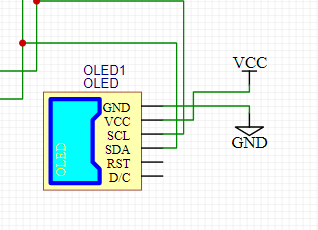 OLED1
OLED
VCC
GND
VCC
SCL
SDA
RST
D/C
OLED
GND